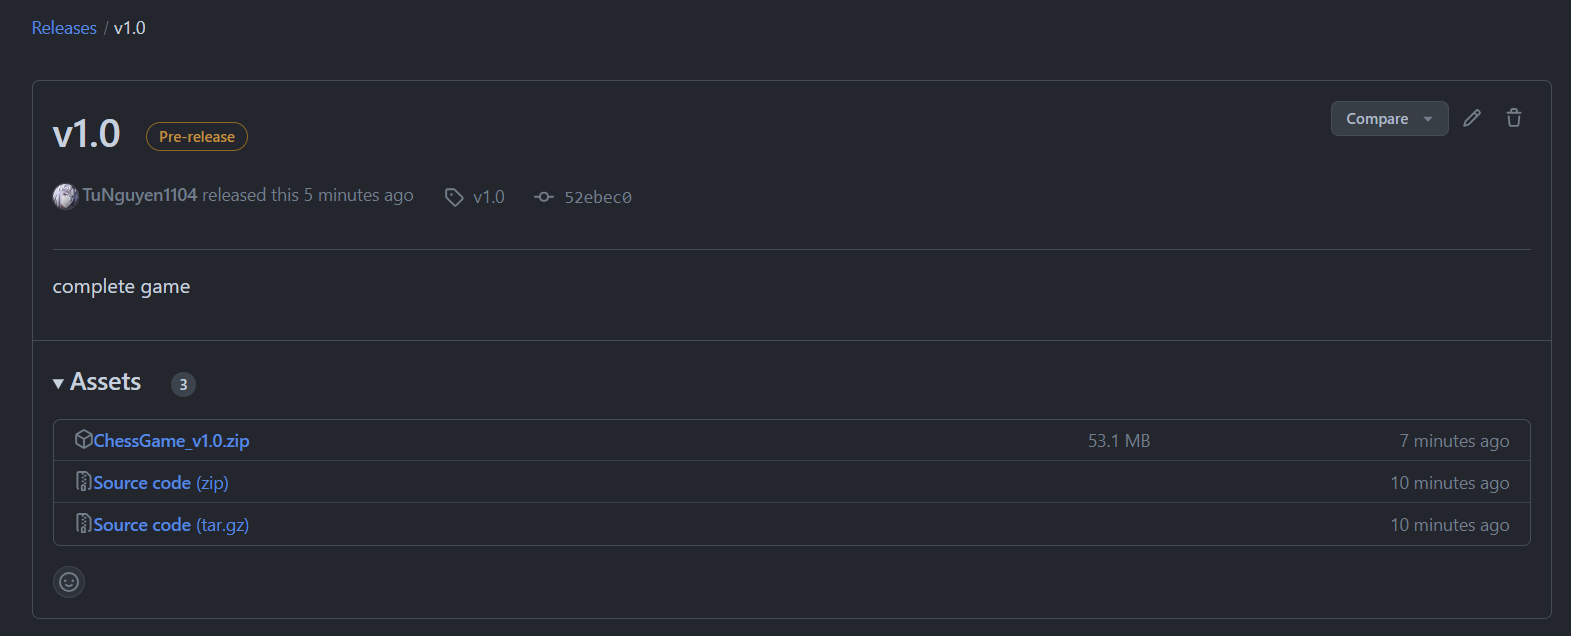 Releases / v1.0
v1.0 Pre-release Compare
TuNguyen1104 released this 5 minutes ago v1.0 52ebec0
complete game
Assets 3
ChessGame_v1.0.zip 53.1 MB 7 minutes ago
Source code (zip) 10 minutes ago
Source code (tar.gz) 10 minutes ago